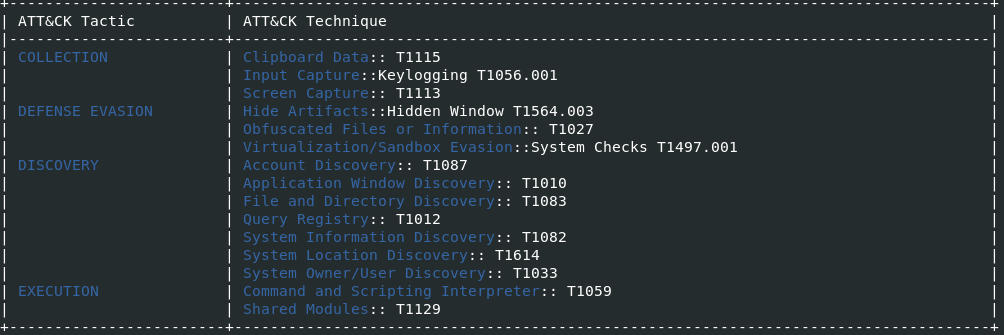 ATT&CK Tactic | ATT&CK Technique
COLLECTION | Clipboard Data:: T1115
| Input Capture::Keylogging T1056.001
| Screen Capture:: T1113
DEFENSE EVASION | Hide Artifacts::Hidden Window T1564.003
| Obfuscated Files or Information:: T1027
| Virtualization/Sandbox Evasion::System Checks T1497.001
DISCOVERY | Account Discovery:: T1087
| Application Window Discovery:: T1010
| File and Directory Discovery:: T1083
| Query Registry:: T1012
| System Information Discovery:: T1082
| System Location Discovery:: T1614
| System Owner/User Discovery:: T1033
EXECUTION | Command and Scripting Interpreter:: T1059
| Shared Modules:: T1129